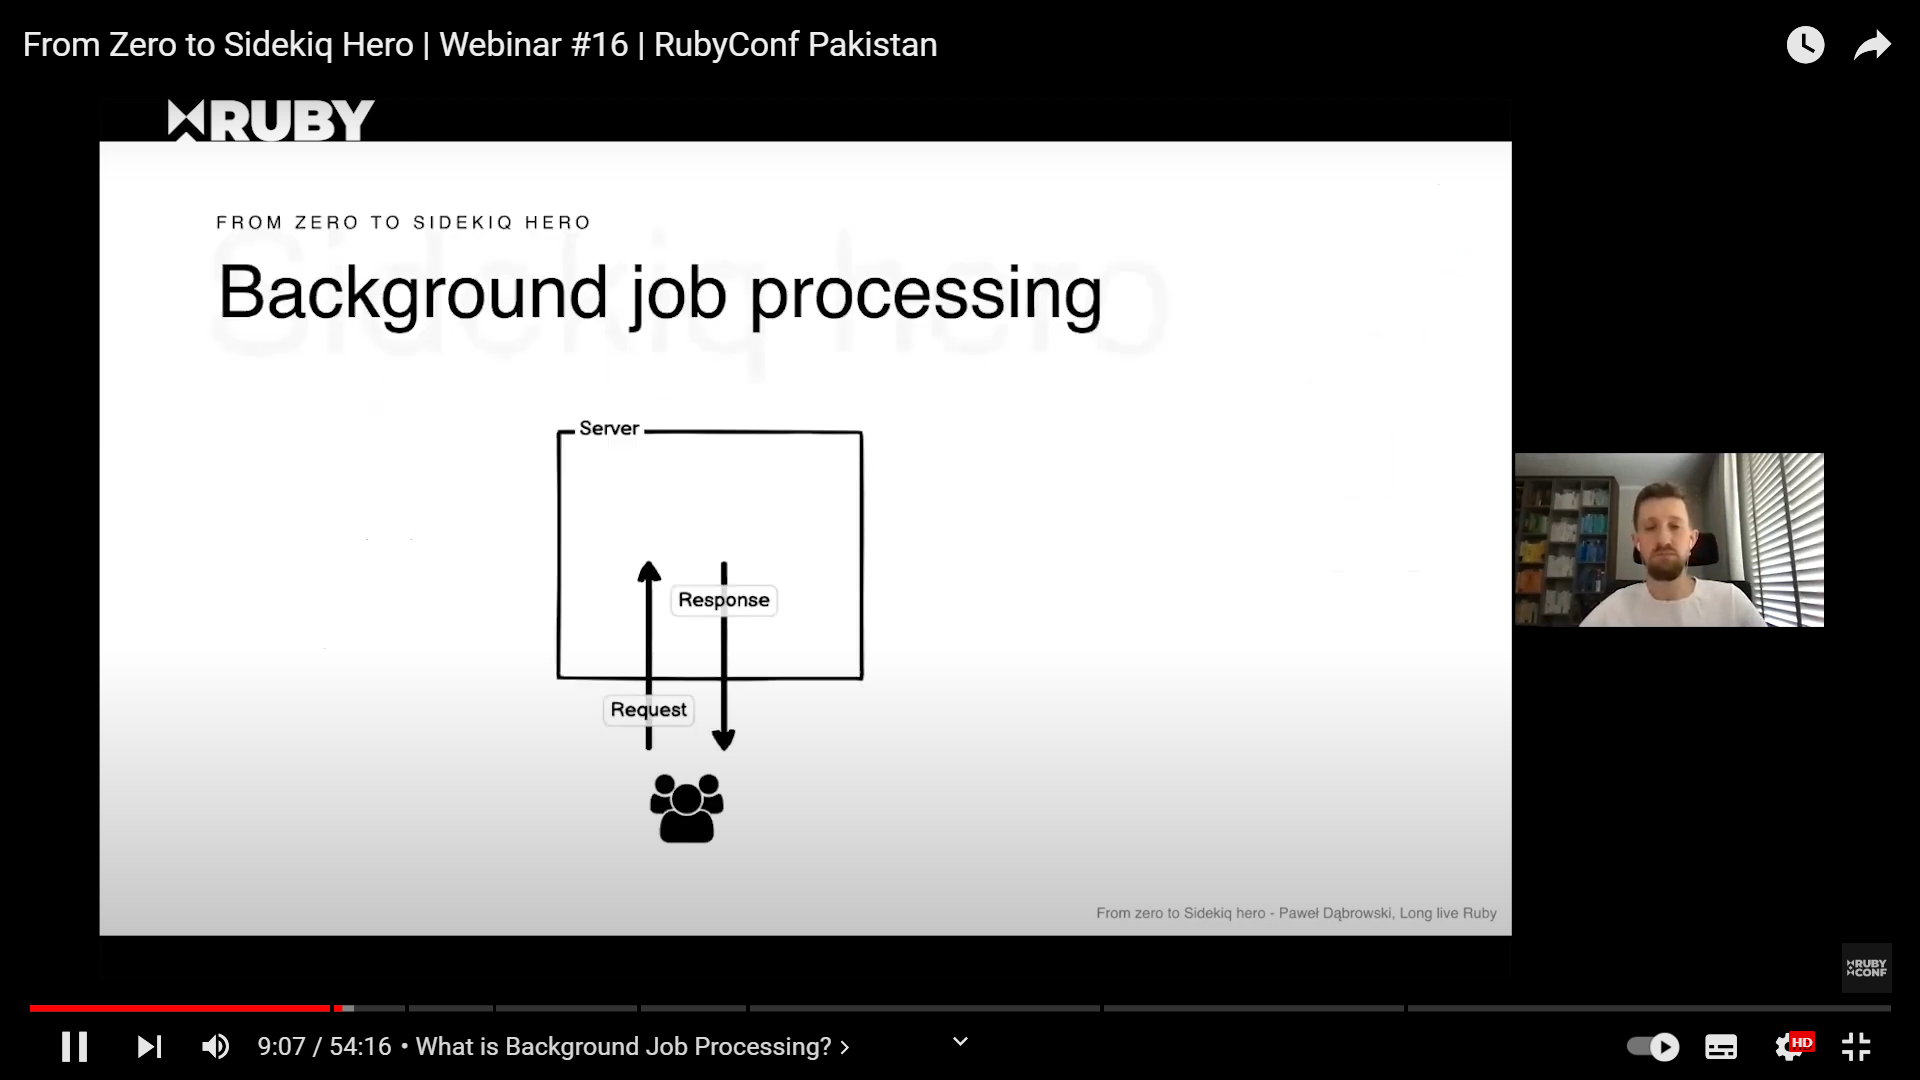 From Zero to Sidekiq Hero | Webinar #16 | RubyConf Pakistan
RUBY
FROM ZERO TO SIDEKIQ HERO
Sidekiq hero
Background job processing
Server
Response
Request
From zero to Sidekiq hero - Paweł Dąbrowski, Long live Ruby
RUBY
CONF
9:07 / 54:16 • What is Background Job Processing?
HD